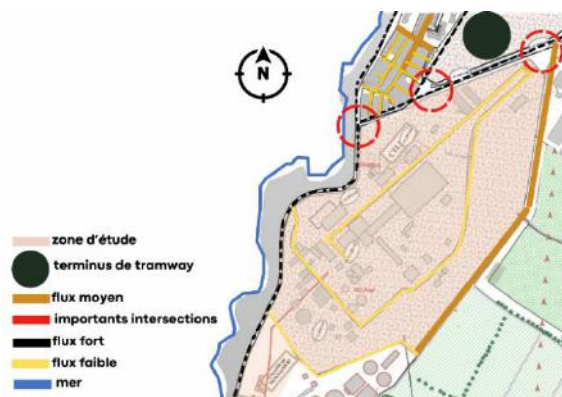 N
zone d'étude
terminus de tramway
flux moyen
importants intersections
flux fort
flux faible
mer